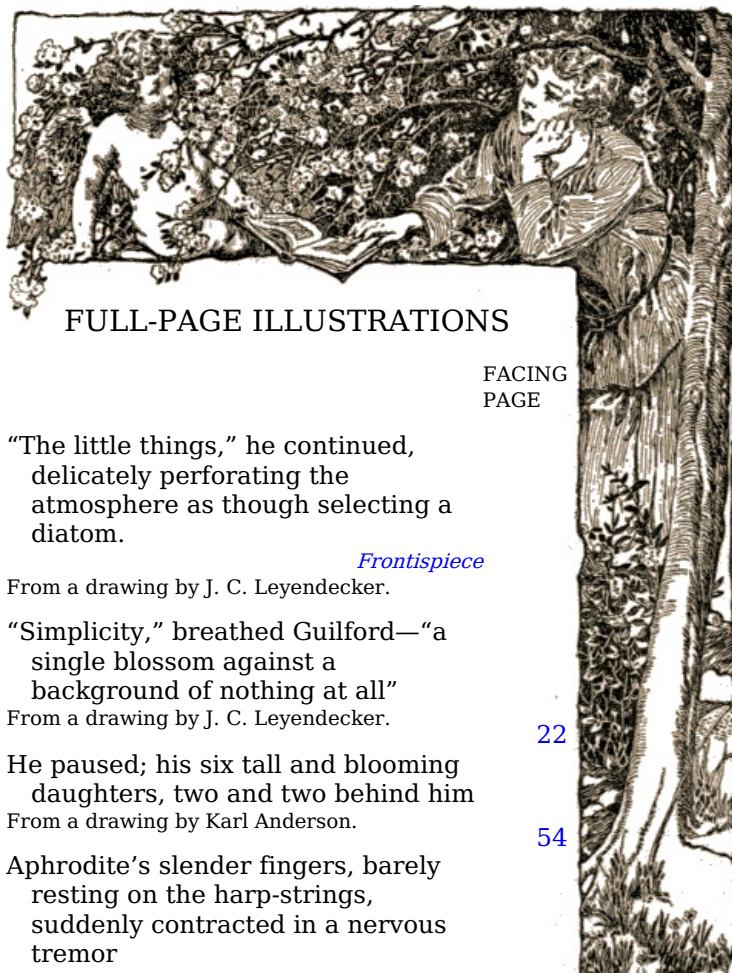 FULL-PAGE ILLUSTRATIONS
FACING
PAGE
“The little things,” he continued,
delicately perforating the
atmosphere as though selecting a
diatom.
Frontispiece
From a drawing by J. C. Leyendecker.
“Simplicity,” breathed Guilford—“a
single blossom against a
background of nothing at all”
From a drawing by J. C. Leyendecker.
22
He paused; his six tall and blooming
daughters, two and two behind him
From a drawing by Karl Anderson.
54
Aphrodite’s slender fingers, barely
resting on the harp-strings,
suddenly contracted in a nervous
tremor